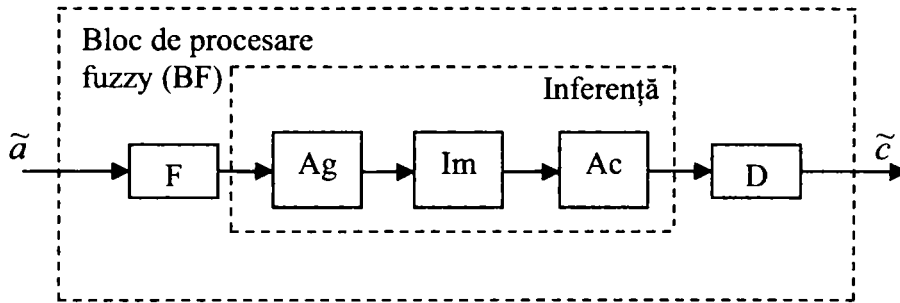 Bloc de procesare
fuzzy (BF)
Inferență
ã
F
Ag
Im
Ac
D
c̃